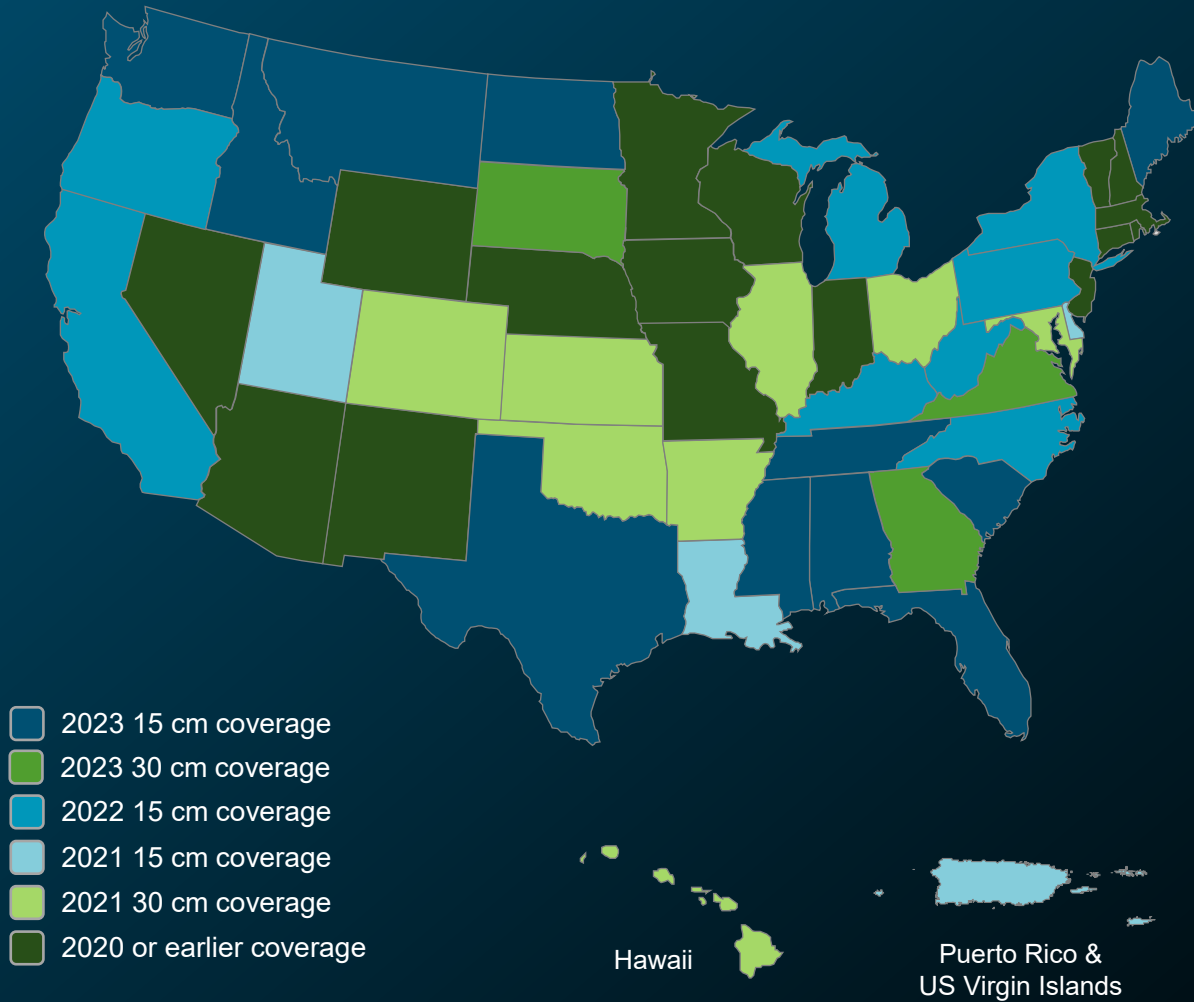 2023 15 cm coverage
2023 30 cm coverage
2022 15 cm coverage
2021 15 cm coverage
2021 30 cm coverage
2020 or earlier coverage
Hawaii
Puerto Rico &
US Virgin Islands